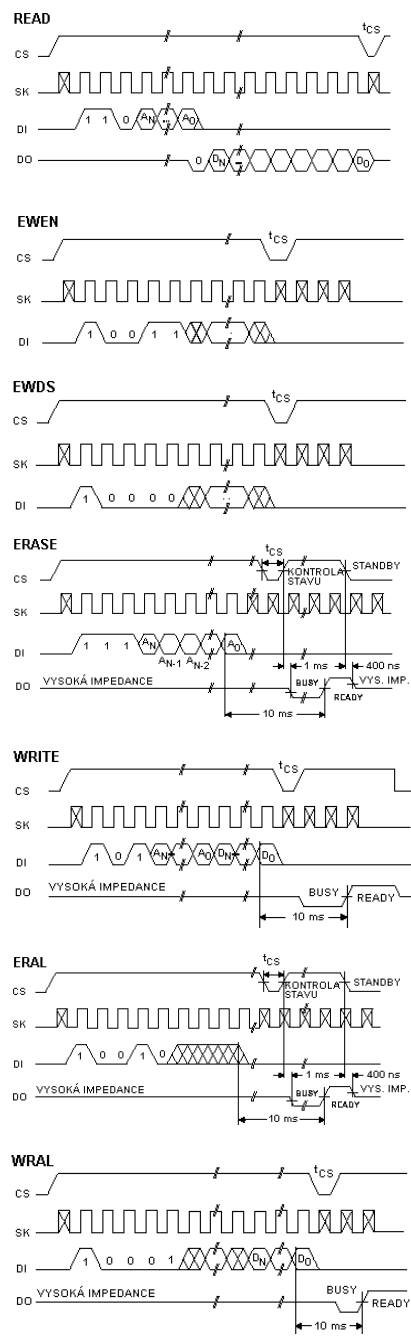 READ
tCS
CS
SK
DI 1 1 0 AN ... A0
DO 0 DN D0
EWEN
tCS
CS
SK
DI 1 0 0 1 1
EWDS
tCS
CS
SK
DI 1 0 0 0 0
ERASE
tCS
CS KONTROLA STANDBY
STAVU
SK
DI 1 1 1 AN A0
AN-1 AN-2
1 ms 400 ns
DO VYSOKÁ IMPEDANCE BUSY VYS. IMP.
READY
10 ms
WRITE
tCS
CS
SK
DI 1 0 1 AN A0 DN D0
DO VYSOKÁ IMPEDANCE BUSY READY
10 ms
ERAL
tCS
CS KONTROLA STANDBY
STAVU
SK
DI 1 0 0 1 0
1 ms 400 ns
DO VYSOKÁ IMPEDANCE BUSY VYS. IMP.
READY
10 ms
WRAL
tCS
CS
SK
DI 1 0 0 0 1 DN D0
DO VYSOKÁ IMPEDANCE BUSY READY
10 ms